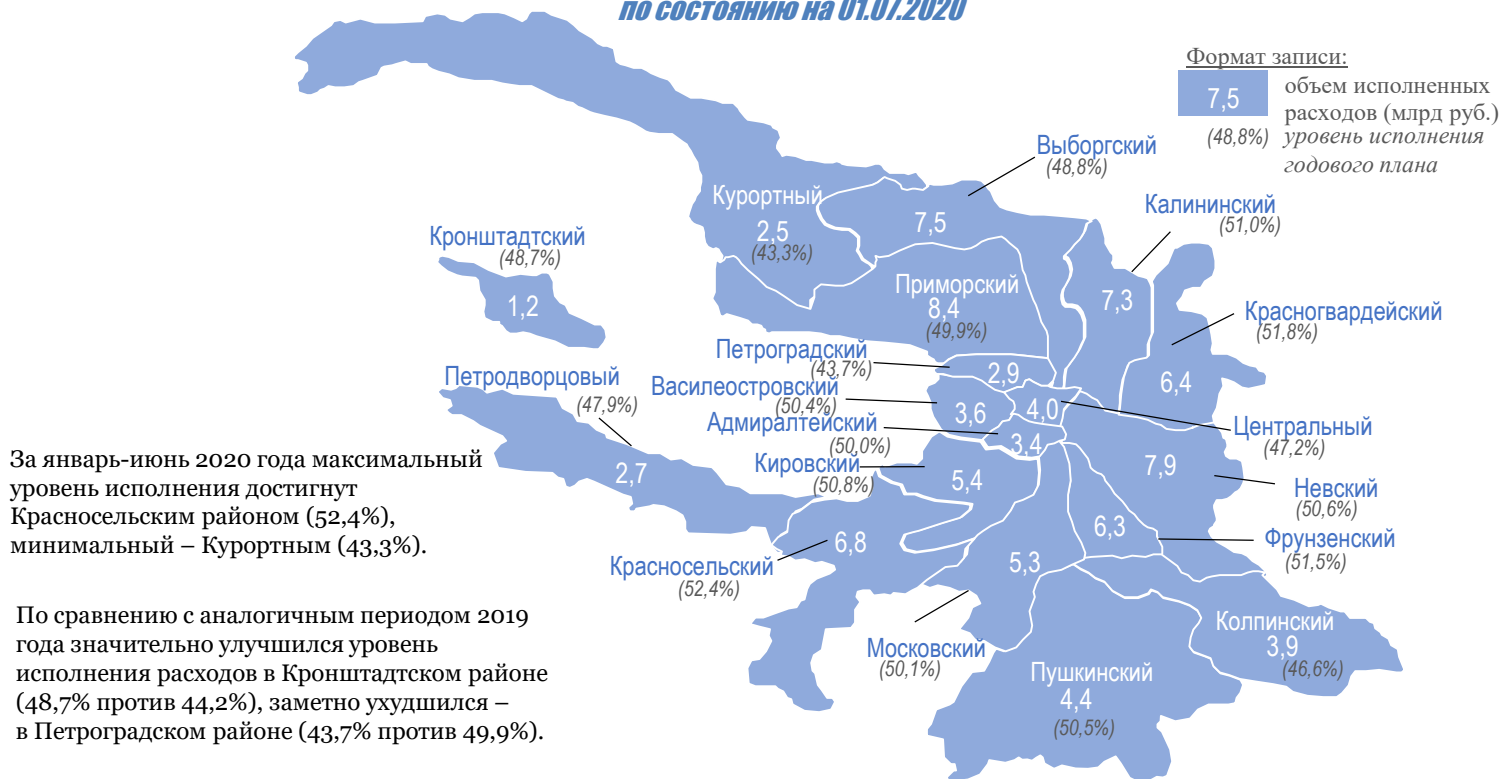 по состоянию на 01.07.2020
Формат записи:
7,5
объем исполненных
расходов (млрд руб.)
(48,8%)
уровень исполнения
годового плана
Выборгский
(48,8%)
7,5
Курортный
2,5
(43,3%)
Калининский
(51,0%)
7,3
Кронштадтский
(48,7%)
1,2
Приморский
8,4
(49,9%)
Красногвардейский
(51,8%)
6,4
Петроградский
(43,7%)
2,9
Петродворцовый
(47,9%)
2,7
Василеостровский
(50,4%)
3,6
4,0
Центральный
(47,2%)
Адмиралтейский
(50,0%)
3,4
Кировский
(50,8%)
5,4
7,9
Невский
(50,6%)
6,3
Фрунзенский
(51,5%)
6,8
Красносельский
(52,4%)
5,3
Московский
(50,1%)
Колпинский
3,9
(46,6%)
Пушкинский
4,4
(50,5%)
За январь-июнь 2020 года максимальный
уровень исполнения достигнут
Красносельским районом (52,4%),
минимальный – Курортным (43,3%).
По сравнению с аналогичным периодом 2019
года значительно улучшился уровень
исполнения расходов в Кронштадтском районе
(48,7% против 44,2%), заметно ухудшился –
в Петроградском районе (43,7% против 49,9%).